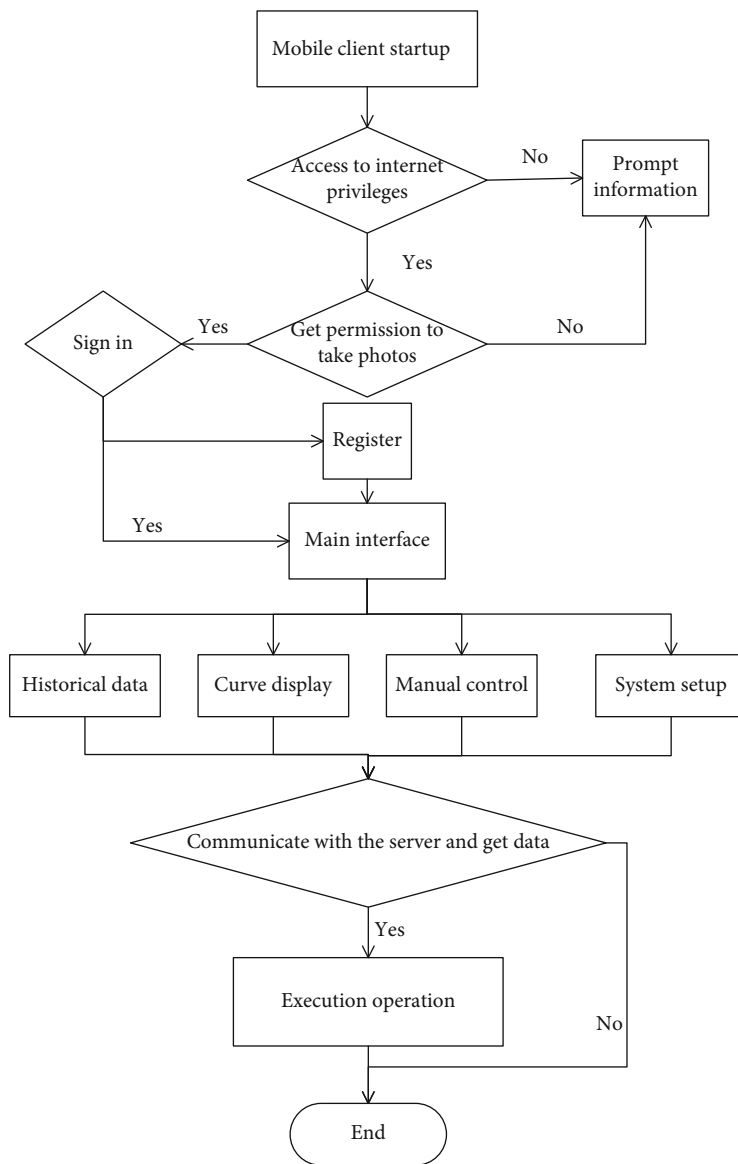 Mobile client startup
Access to internet
privileges
No
Prompt
information
Yes
Sign in
Yes
Get permission to
take photos
No
Register
Yes
Main interface
Historical data
Curve display
Manual control
System setup
Communicate with the server and get data
Yes
Execution operation
No
End